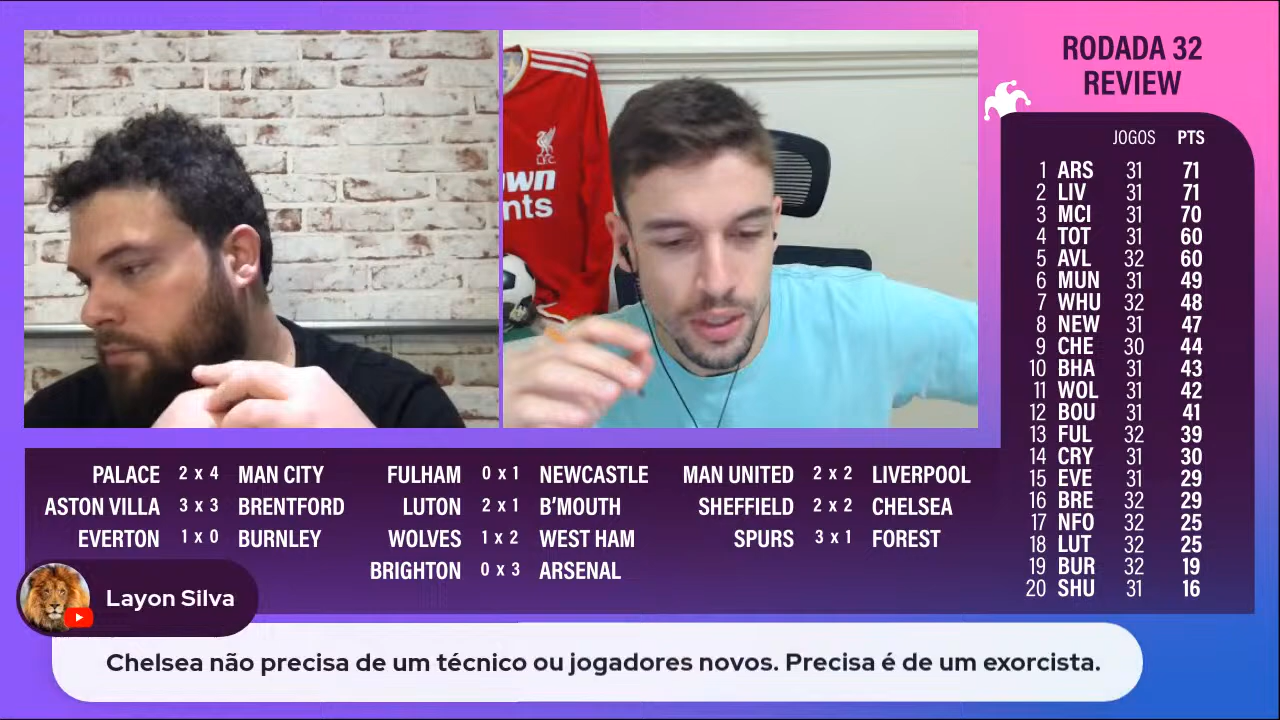 RODADA 32
REVIEW
JOGOS PTS
1 ARS 31 71
2 LIV 31 71
3 MCI 31 70
4 TOT 31 60
5 AVL 32 60
6 MUN 31 49
7 WHU 32 48
8 NEW 31 47
9 CHE 30 44
10 BHA 31 43
11 WOL 31 42
12 BOU 31 41
13 FUL 32 39
14 CRY 31 30
15 EVE 31 29
16 BRE 32 29
17 NFO 32 25
18 LUT 32 25
19 BUR 32 19
20 SHU 31 16
L.F.C.
own
nts
PALACE 2 x 4 MAN CITY FULHAM 0 x 1 NEWCASTLE MAN UNITED 2 x 2 LIVERPOOL
ASTON VILLA 3 x 3 BRENTFORD LUTON 2 x 1 B'MOUTH SHEFFIELD 2 x 2 CHELSEA
EVERTON 1 x 0 BURNLEY WOLVES 1 x 2 WEST HAM SPURS 3 x 1 FOREST
BRIGHTON 0 x 3 ARSENAL
Layon Silva
Chelsea não precisa de um técnico ou jogadores novos. Precisa é de um exorcista.